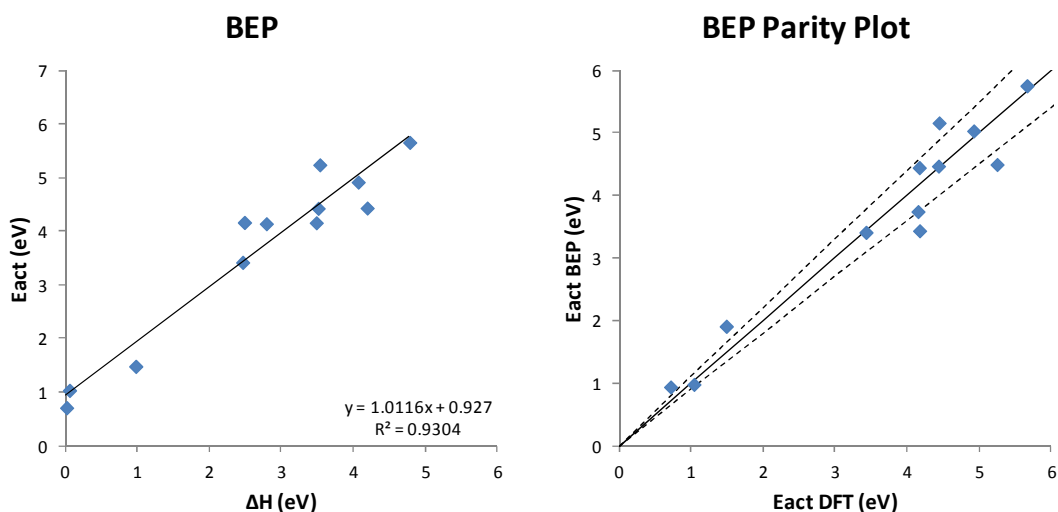 BEP
7
6
5
4
3
2
1
0
Eact (eV)
0 1 2 3 4 5 6
ΔH (eV)
y = 1.0116x + 0.927
R² = 0.9304
BEP Parity Plot
6
5
4
3
2
1
0
Eact BEP (eV)
0 1 2 3 4 5 6
Eact DFT (eV)